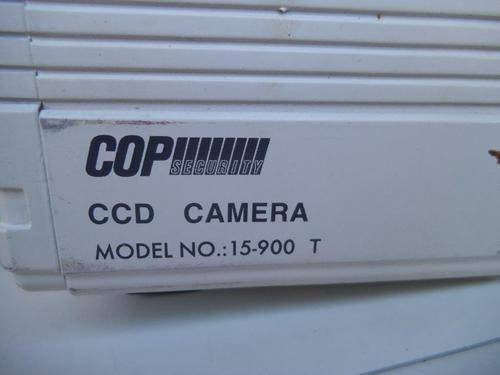 COP SECURITY
CCD CAMERA
MODEL NO.:15-900 T